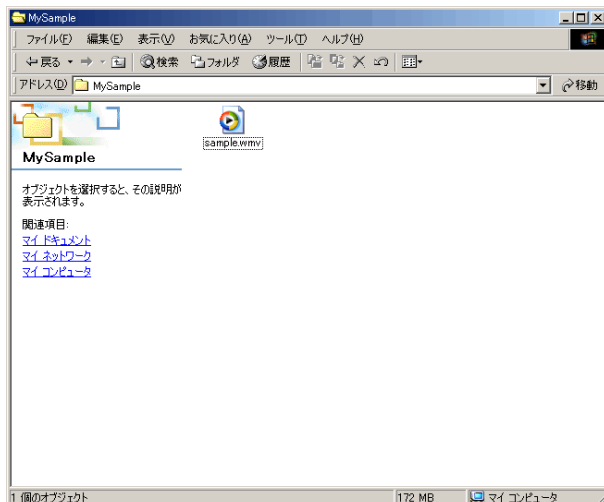 MySample
ファイル(F) 編集(E) 表示(V) お気に入り(A) ツール(T) ヘルプ(H)
戻る 検索 フォルダ 履歴
アドレス(D) MySample 移動
MySample
sample.wmv
オブジェクトを選択すると、その説明が
表示されます。
関連項目:
マイ ドキュメント
マイ ネットワーク
マイ コンピュータ
1 個のオブジェクト 172 MB マイ コンピュータ